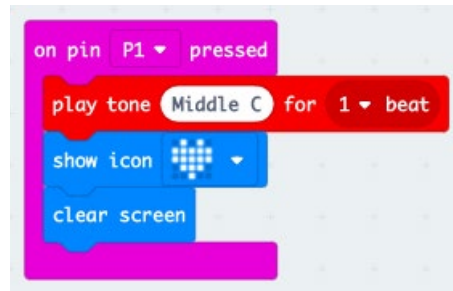 on pin P1 pressed
play tone Middle C for 1 beat
show icon
clear screen